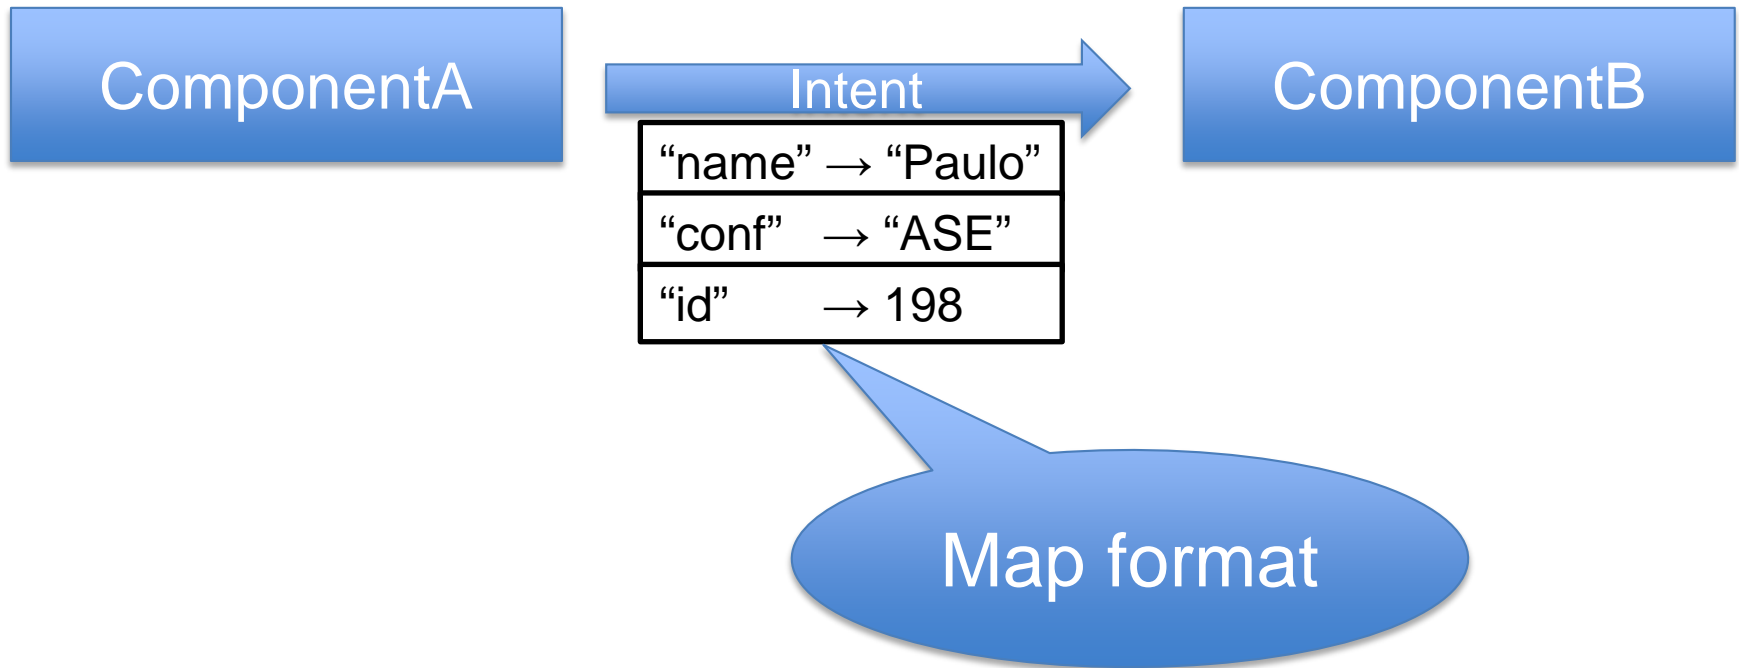 ComponentA
Intent
ComponentB
“name” → “Paulo”
“conf” → “ASE”
“id” → 198
Map format